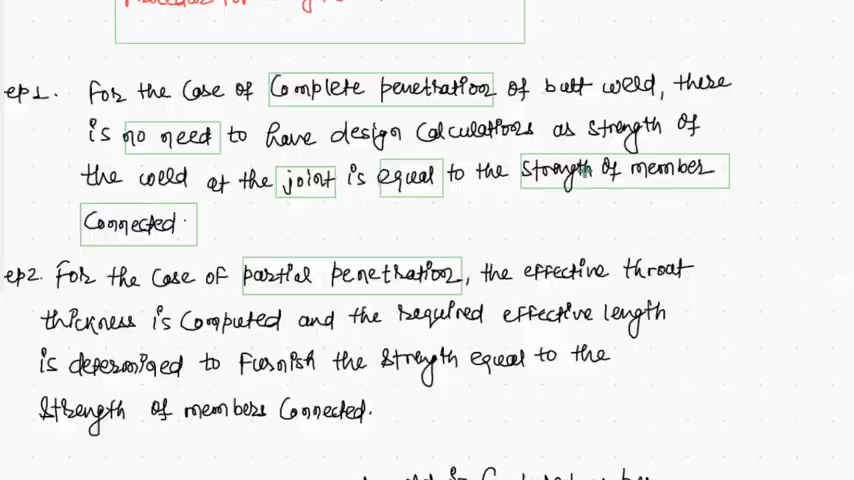 Procedure for
ep1. For the case of Complete penetration of butt weld, there
is no need to have design calculations as strength of
the weld at the joint is equal to the strength of member
Connected.
ep2. For the case of partial penetration, the effective throat
thickness is Computed and the required effective length
is determined to furnish the strength equal to the
Strength of members Connected.